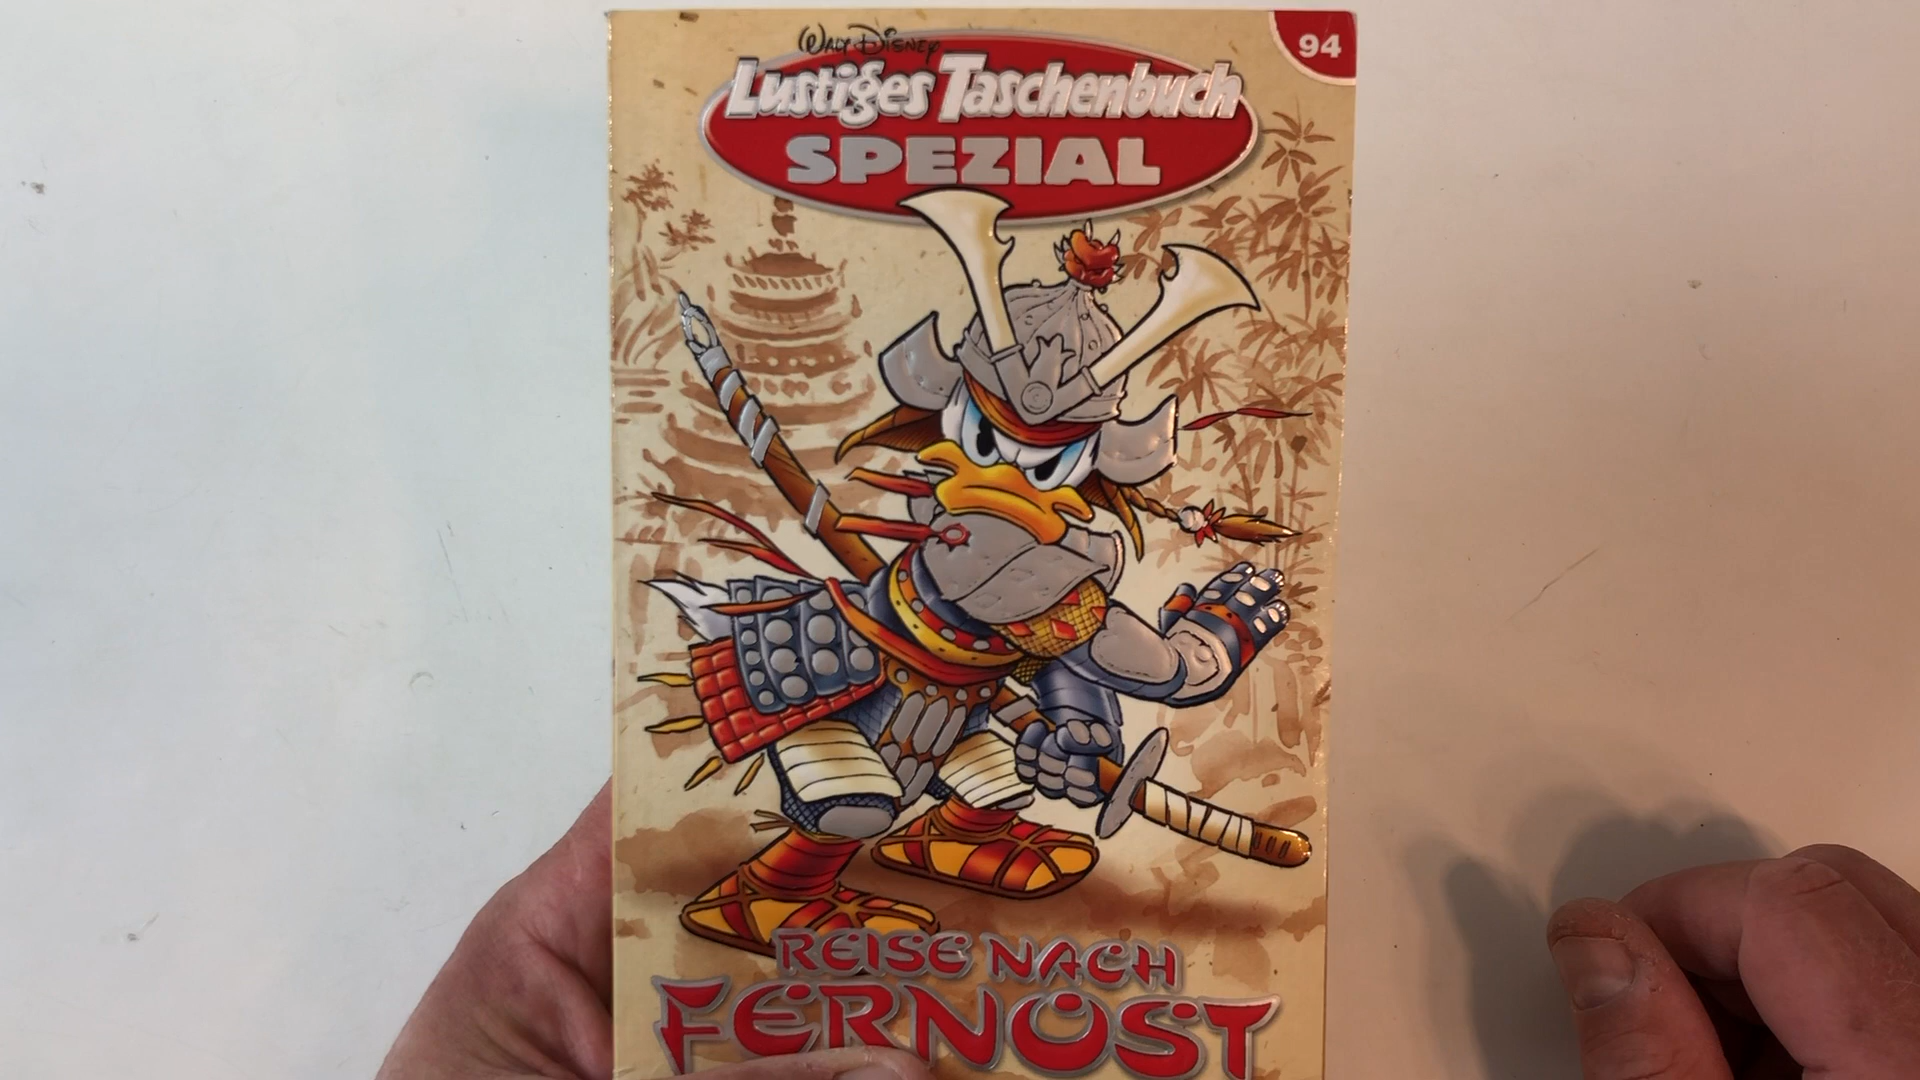 94
Walt Disney
Lustiges Taschenbuch
SPEZIAL
REISE NACH
FERNOST